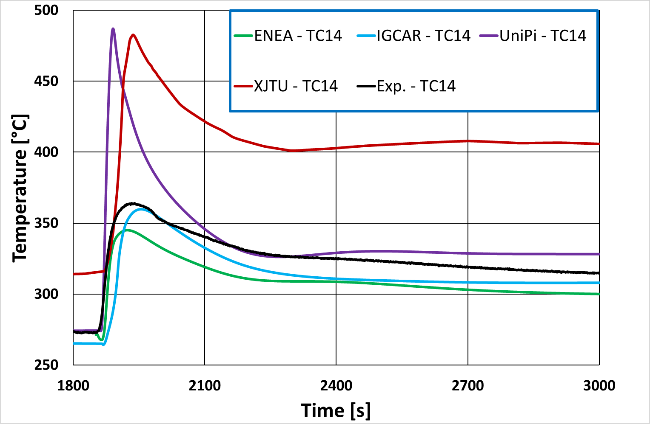 500
450
400
350
300
250
Temperature [°C]
ENEA - TC14 IGCAR - TC14 UniPi - TC14
XJTU - TC14 Exp. - TC14
1800 2100 2400 2700 3000
Time [s]